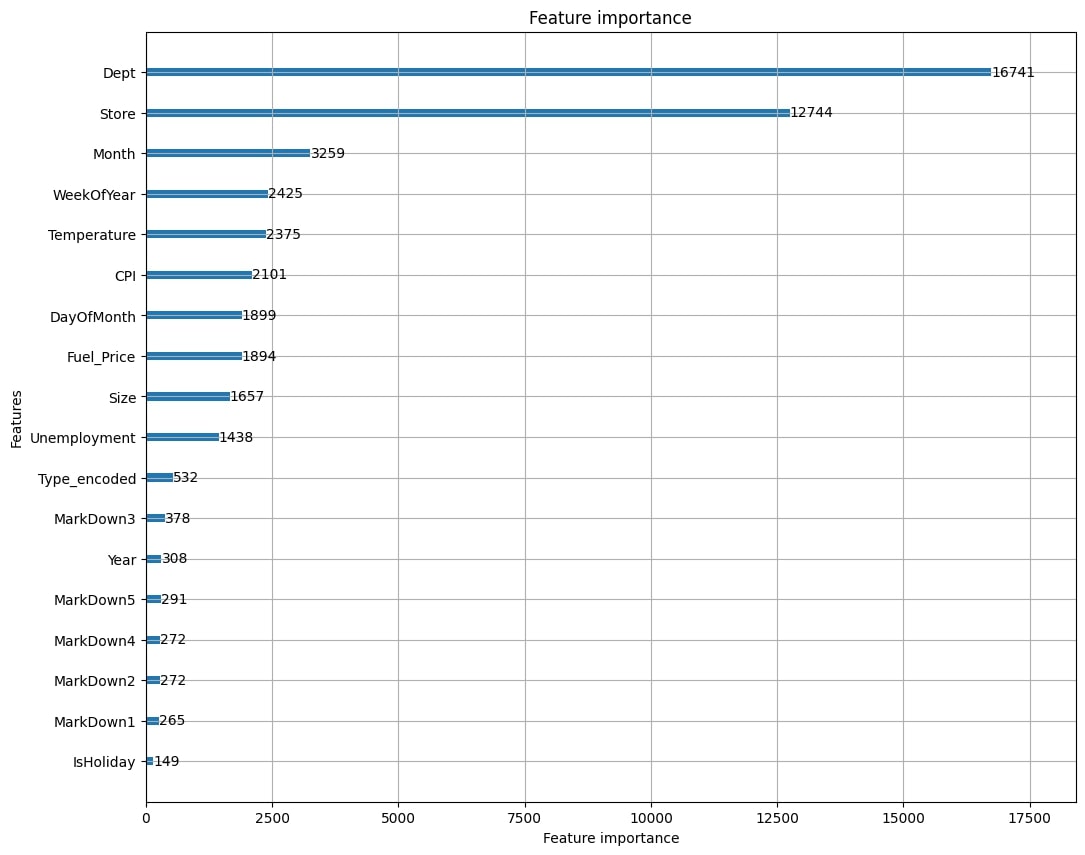 Feature importance
Dept 16741
Store 12744
Month 3259
WeekOfYear 2425
Temperature 2375
CPI 2101
DayOfMonth 1899
Fuel_Price 1894
Size 1657
Unemployment 1438
Type_encoded 532
MarkDown3 378
Year 308
MarkDown5 291
MarkDown4 272
MarkDown2 272
MarkDown1 265
IsHoliday 149
Features
0 2500 5000 7500 10000 12500 15000 17500
Feature importance